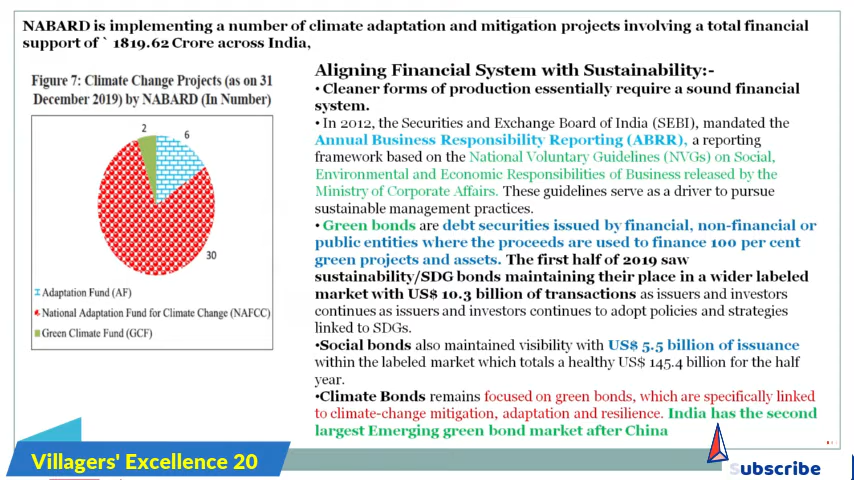 NABARD is implementing a number of climate adaptation and mitigation projects involving a total financial
support of ` 1819.62 Crore across India,
Figure 7: Climate Change Projects (as on 31
December 2019) by NABARD (In Number)
2
6
30
Adaptation Fund (AF)
National Adaptation Fund for Climate Change (NAFCC)
Green Climate Fund (GCF)
Aligning Financial System with Sustainability:-
• Cleaner forms of production essentially require a sound financial
system.
• In 2012, the Securities and Exchange Board of India (SEBI), mandated the
Annual Business Responsibility Reporting (ABRR), a reporting
framework based on the National Voluntary Guidelines (NVGs) on Social,
Environmental and Economic Responsibilities of Business released by the
Ministry of Corporate Affairs. These guidelines serve as a driver to pursue
sustainable management practices.
• Green bonds are debt securities issued by financial, non-financial or
public entities where the proceeds are used to finance 100 per cent
green projects and assets. The first half of 2019 saw
sustainability/SDG bonds maintaining their place in a wider labeled
market with US$ 10.3 billion of transactions as issuers and investors
continues as issuers and investors continues to adopt policies and strategies
linked to SDGs.
•Social bonds also maintained visibility with US$ 5.5 billion of issuance
within the labeled market which totals a healthy US$ 145.4 billion for the half
year.
•Climate Bonds remains focused on green bonds, which are specifically linked
to climate-change mitigation, adaptation and resilience. India has the second
largest Emerging green bond market after China
Villagers' Excellence 20
Subscribe